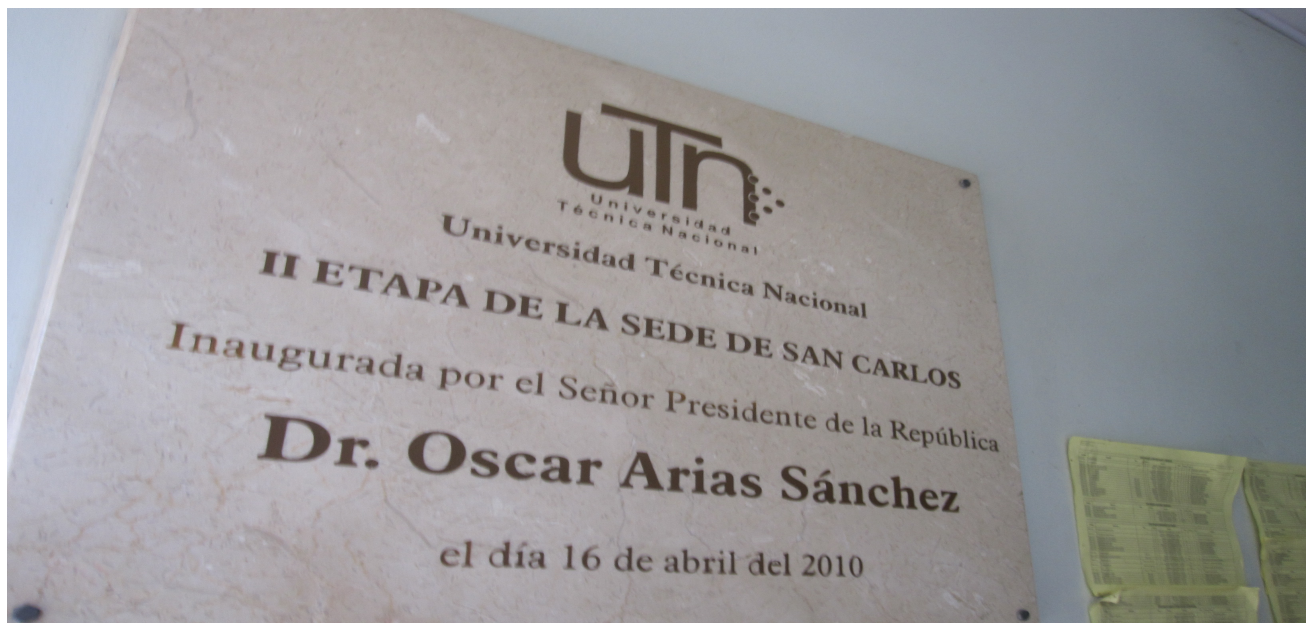 uTn
Universidad
Técnica Nacional
Universidad Técnica Nacional
II ETAPA DE LA SEDE DE SAN CARLOS
Inaugurada por el Señor Presidente de la República
Dr. Oscar Arias Sánchez
el día 16 de abril del 2010